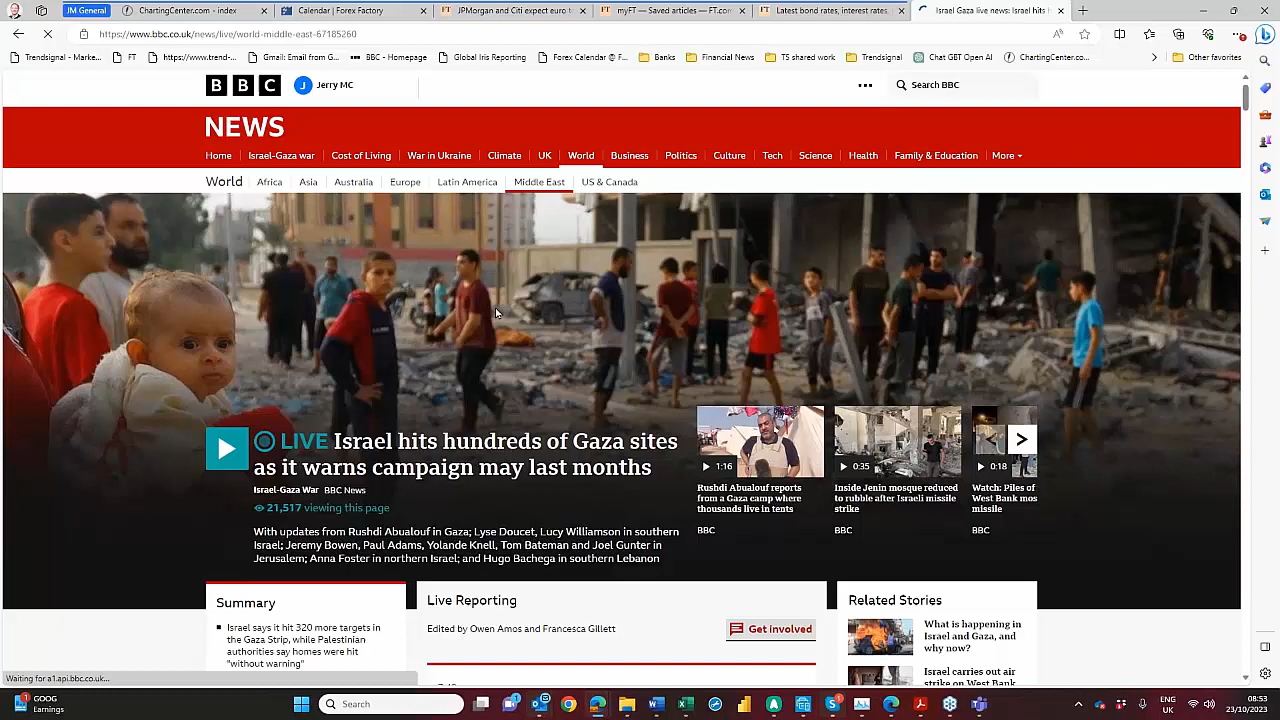 JM General
ChartingCenter.com - index
Calendar | Forex Factory
JPMorgan and Citi expect euro t
myFT — Saved articles — FT.com
Latest bond rates, interest rates,
Israel Gaza live news: Israel hits h
https://www.bbc.co.uk/news/live/world-middle-east-67185260
Trendsignal - Marke...
FT
https://www.trend...
Gmail: Email from G...
BBC - Homepage
Global Iris Reporting
Forex Calendar @ F...
Banks
TS shared work
Trendsignal
Chat GBT Open AI
ChartingCenter.co...
Other favorites
BBC
J
Jerry MC
Search BBC
NEWS
Home
Israel-Gaza war
Cost of Living
War in Ukraine
Climate
UK
World
Business
Politics
Culture
Tech
Science
Health
Family & Education
More
World
Africa
Asia
Australia
Europe
Latin America
Middle East
US & Canada
LIVE Israel hits hundreds of Gaza sites
as it warns campaign may last months
Israel-Gaza War BBC News
21,517 viewing this page
With updates from Rushdi Abualouf in Gaza; Lyse Doucet, Lucy Williamson in southern
Israel; Jeremy Bowen, Paul Adams, Yolande Knell, Tom Bateman and Joel Gunter in
Jerusalem; Anna Foster in northern Israel; and Hugo Bachega in southern Lebanon
1:16
Rushdi Abualouf reports
from a Gaza camp where
thousands live in tents
BBC
0:35
Inside Jenin mosque reduced
to rubble after Israeli missile
strike
BBC
0:18
Watch: Piles of
West Bank mos
missile
BBC
Summary
Israel says it hit 320 more targets in
the Gaza Strip, while Palestinian
authorities say homes were hit
"without warning"
Live Reporting
Edited by Owen Amos and Francesca Gillett
Get involved
Related Stories
What is happening in
Israel and Gaza, and
why now?
Israel carries out air
strike on West Bank
Waiting for a1.api.bbc.co.uk...
GOOG
Earnings
Search
ENG
UK
08:53
23/10/2023